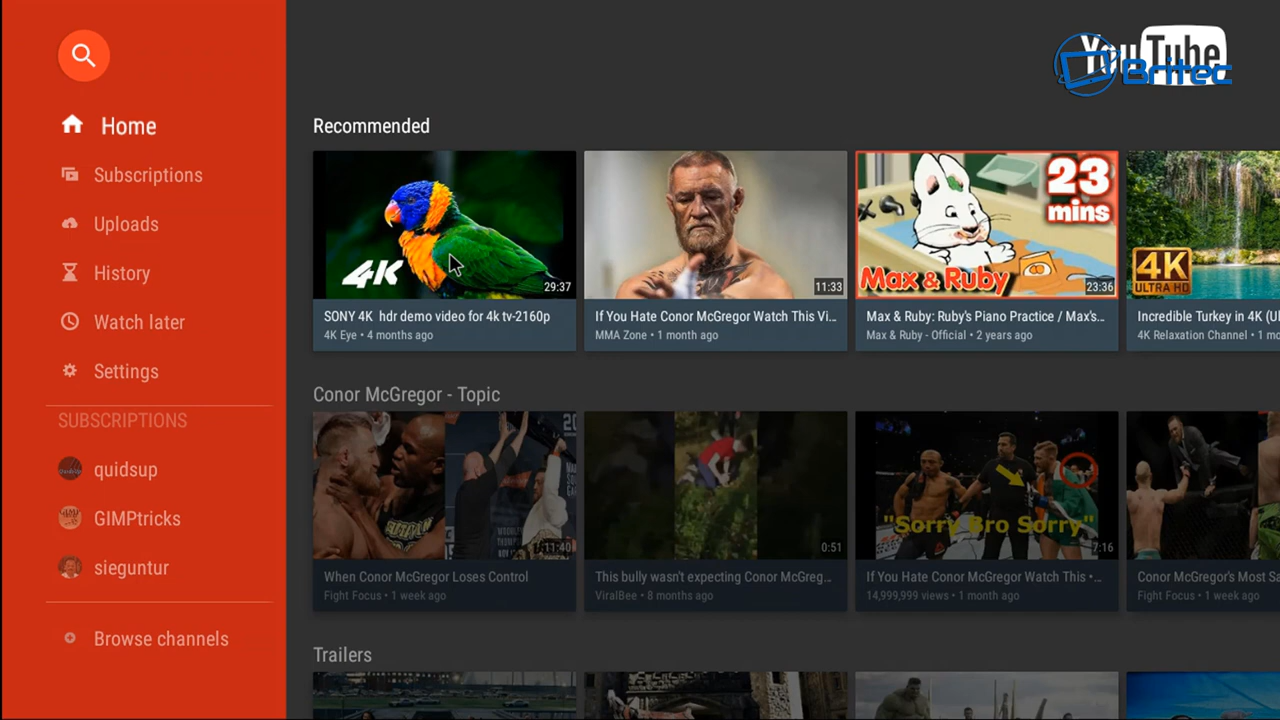 YouTube
Britec
Home
Subscriptions
Uploads
History
Watch later
Settings
SUBSCRIPTIONS
quidsup
GIMPtricks
sieguntur
Browse channels
Recommended
4K
29:37
SONY 4K hdr demo video for 4k tv-2160p
4K Eye • 4 months ago
11:33
If You Hate Conor McGregor Watch This Vi...
MMA Zone • 1 month ago
23
mins
Max & Ruby
23:36
Max & Ruby: Ruby's Piano Practice / Max's...
Max & Ruby - Official • 2 years ago
4K
ULTRA HD
Incredible Turkey in 4K (Ul
4K Relaxation Channel • 1 mo
Conor McGregor - Topic
11:40
When Conor McGregor Loses Control
Fight Focus • 1 week ago
0:51
This bully wasn't expecting Conor McGreg...
ViralBee • 8 months ago
"Sorry Bro Sorry"
7:16
If You Hate Conor McGregor Watch This •...
14,999,999 views • 1 month ago
Conor McGregor's Most Sa
Fight Focus • 1 week ago
Trailers